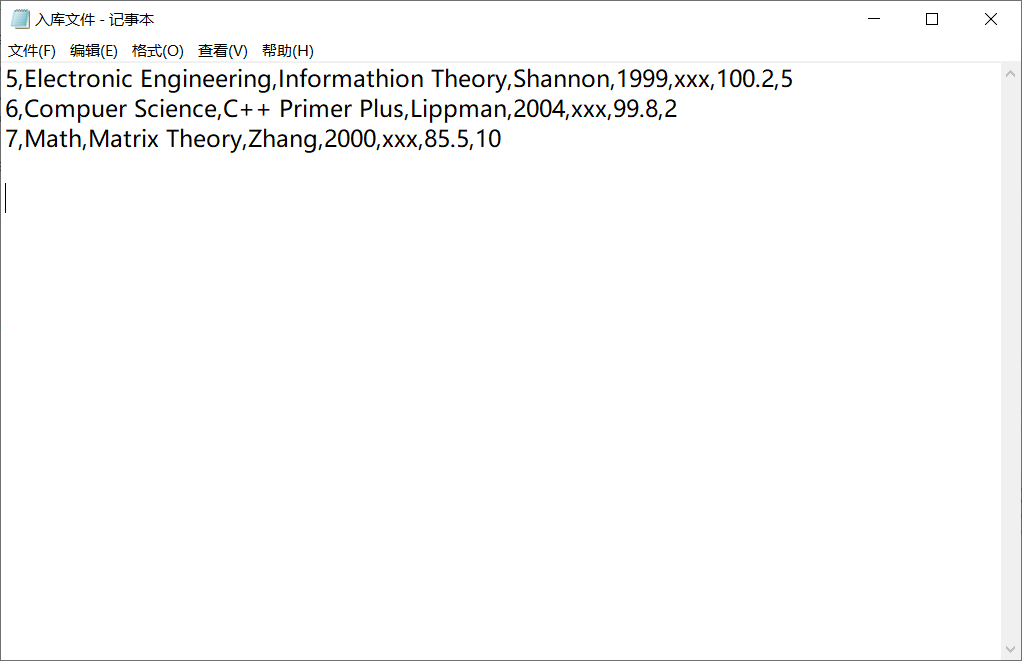 入库文件 - 记事本
文件(F) 编辑(E) 格式(O) 查看(V) 帮助(H)
5,Electronic Engineering,Informathion Theory,Shannon,1999,xxx,100.2,5
6,Compuer Science,C++ Primer Plus,Lippman,2004,xxx,99.8,2
7,Math,Matrix Theory,Zhang,2000,xxx,85.5,10